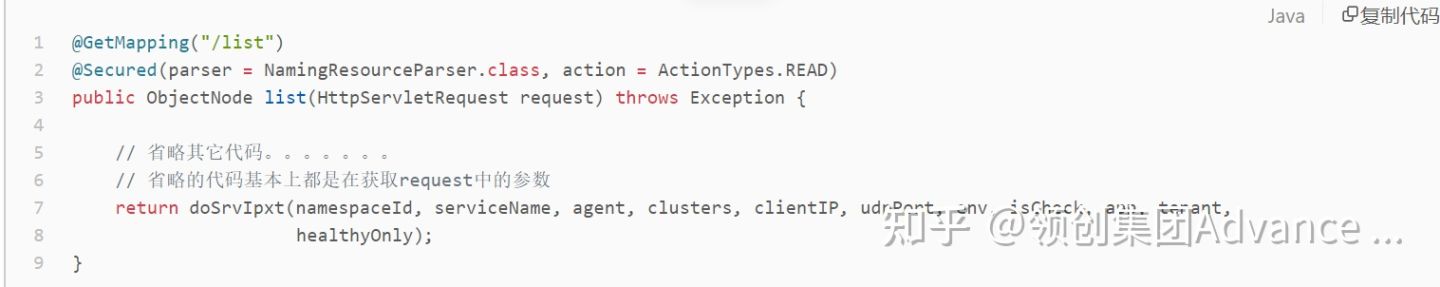 Java 复制代码
1 @GetMapping("/list")
2 @Secured(parser = NamingResourceParser.class, action = ActionTypes.READ)
3 public ObjectNode list(HttpServletRequest request) throws Exception {
4
5 // 省略其它代码。。。。。。。
6 // 省略的代码基本上都是在获取request中的参数
7 return doSrvIpxt(namespaceId, serviceName, agent, clusters, clientIP, udpPort, env, isCheck, app, tenant,
8 healthyOnly);
9 }
知乎 @领创集团Advance ...